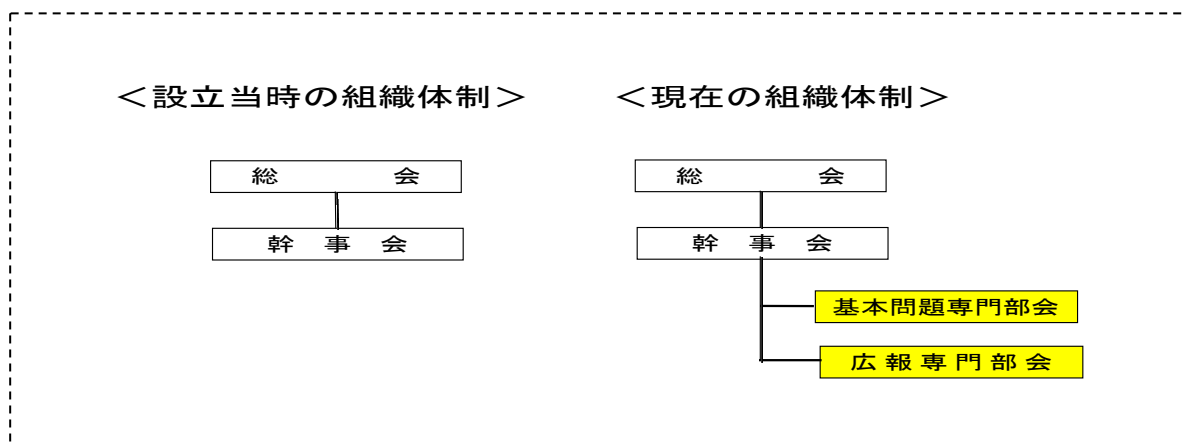 ＜設立当時の組織体制＞
総 会
幹 事 会
＜現在の組織体制＞
総 会
幹 事 会
基本問題専門部会
広 報 専 門 部 会